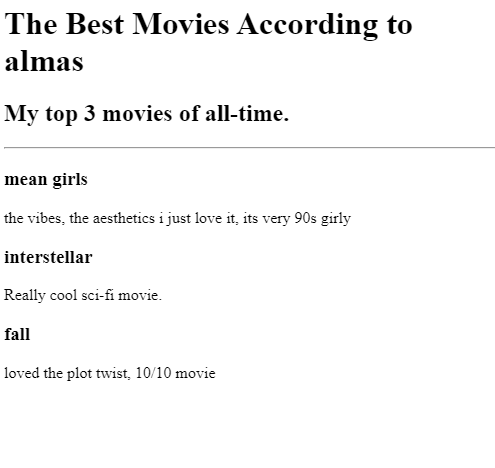 The Best Movies According to
almas
My top 3 movies of all-time.
mean girls
the vibes, the aesthetics i just love it, its very 90s girly
interstellar
Really cool sci-fi movie.
fall
loved the plot twist, 10/10 movie